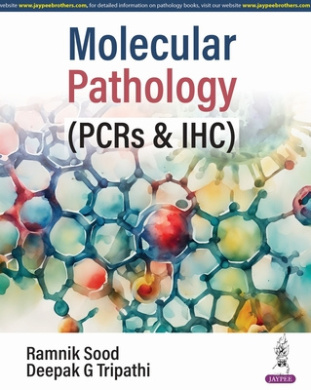 website www.jaypeebrothers.com, for detailed information on pathology books, visit our website www.jaypeebrothers.com
Molecular
Pathology
(PCRs & IHC)
Ramnik Sood
Deepak G Tripathi
JAYPEE